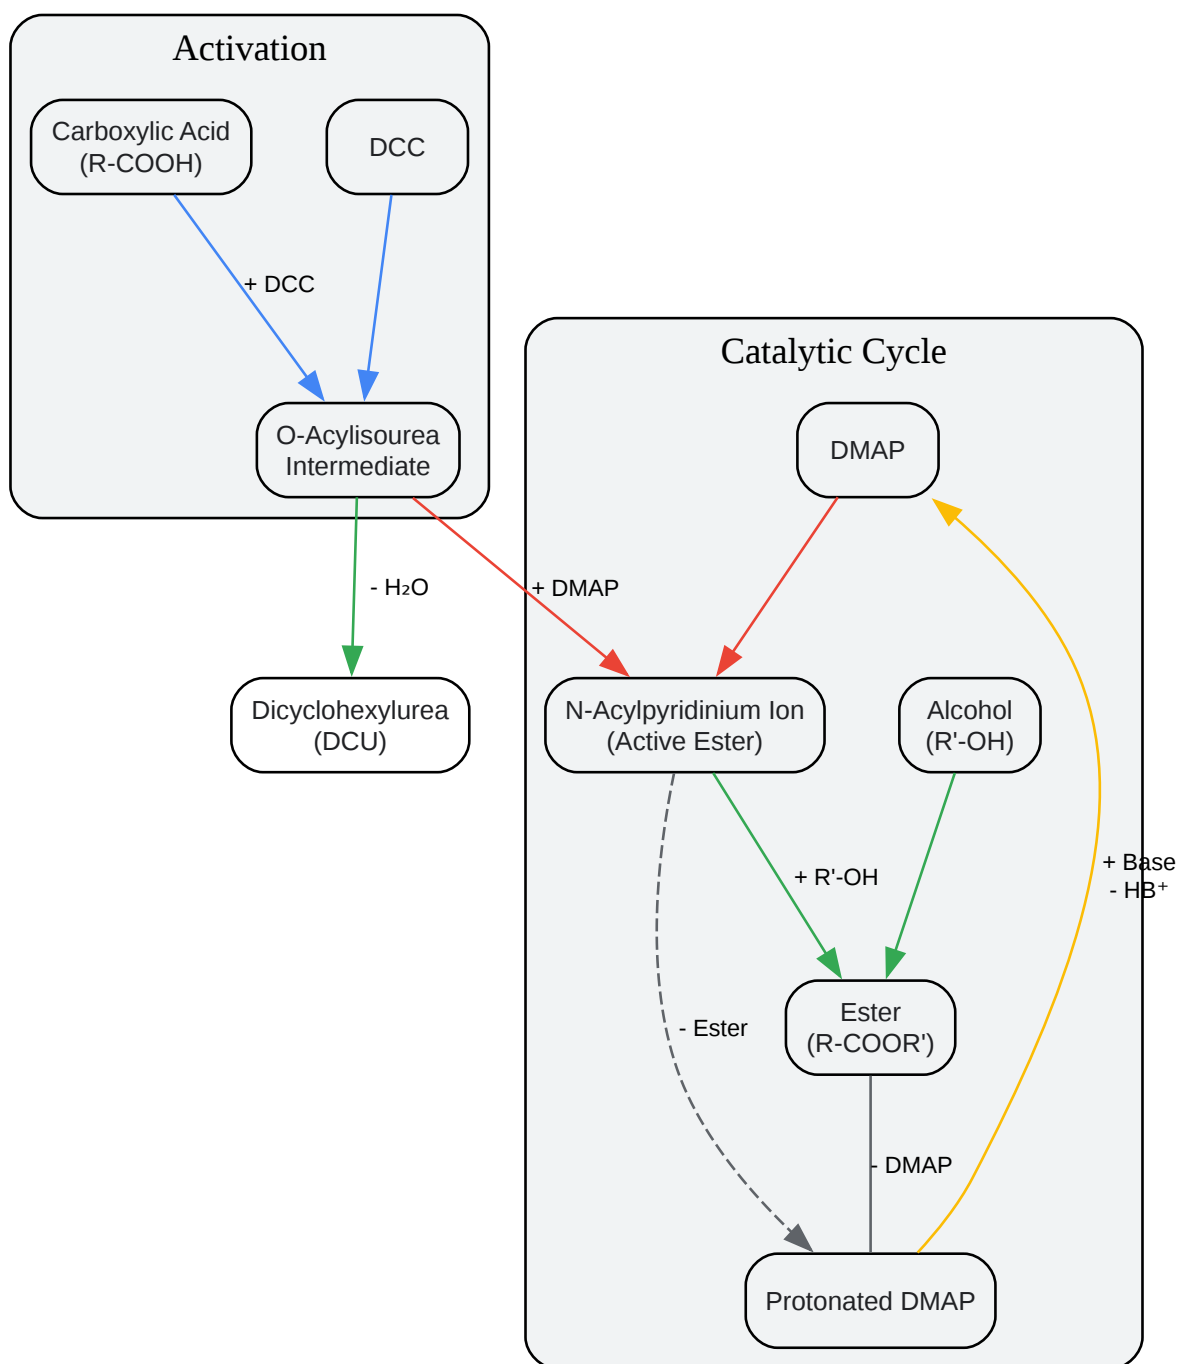 Activation
Carboxylic Acid
(R-COOH)
DCC
+ DCC
O-Acylisourea
Intermediate
- H₂O
Dicyclohexylurea
(DCU)
Catalytic Cycle
DMAP
+ DMAP
N-Acylpyridinium Ion
(Active Ester)
Alcohol
(R'-OH)
+ R'-OH
+ Base
- HB⁺
Ester
(R-COOR')
- Ester
- DMAP
Protonated DMAP